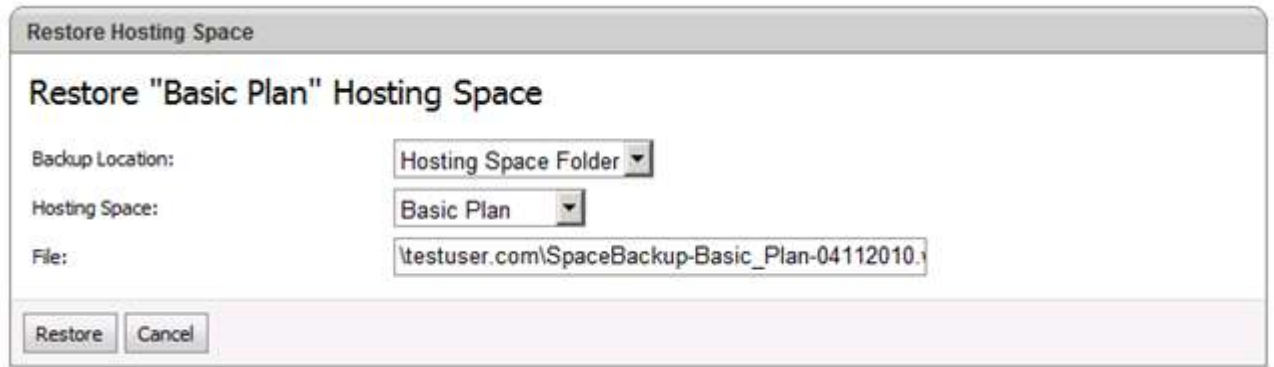 Restore Hosting Space
Restore "Basic Plan" Hosting Space
Backup Location: Hosting Space Folder
Hosting Space: Basic Plan
File: \testuser.com\SpaceBackup-Basic_Plan-04112010.
Restore Cancel